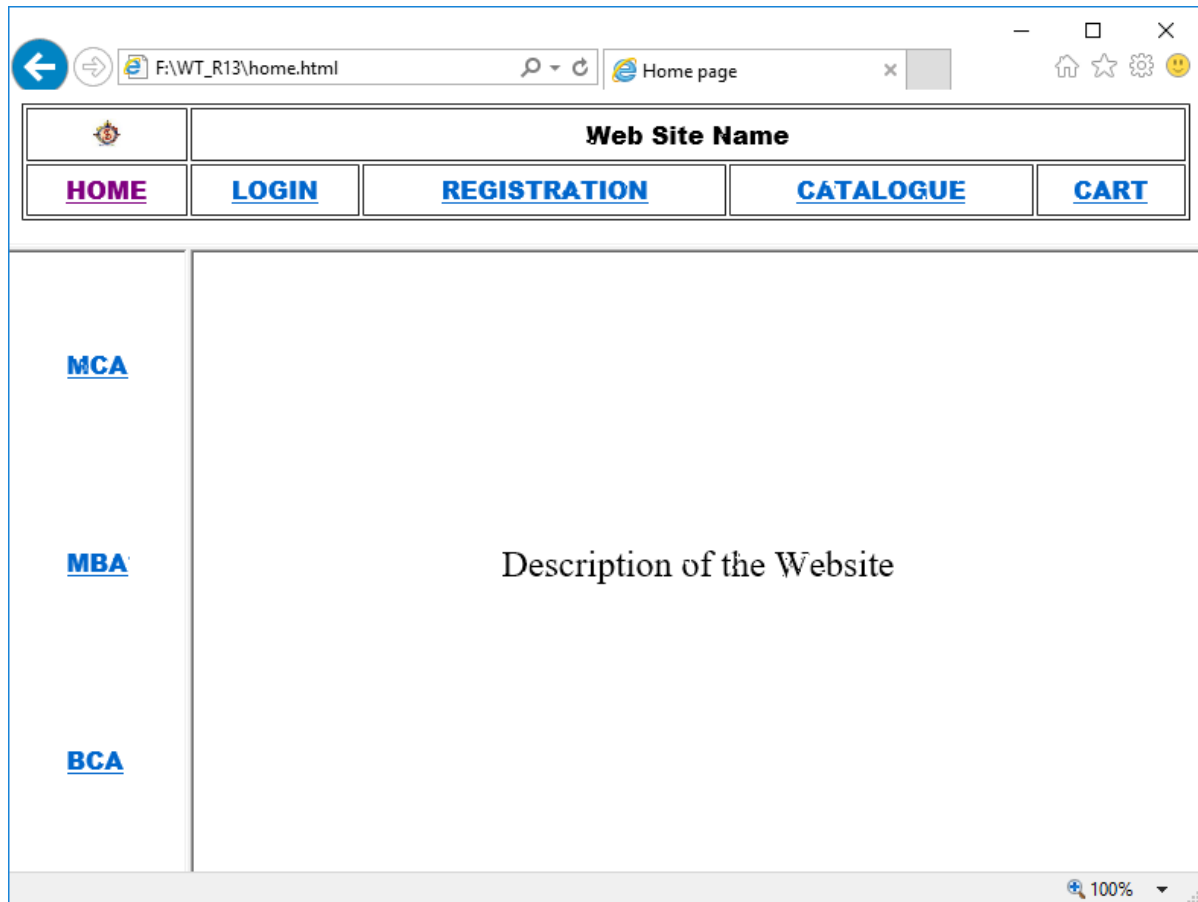 F:\WT_R13\home.html
Home page
Web Site Name
HOME LOGIN REGISTRATION CATALOGUE CART
MCA
MBA
Description of the Website
BCA
100%